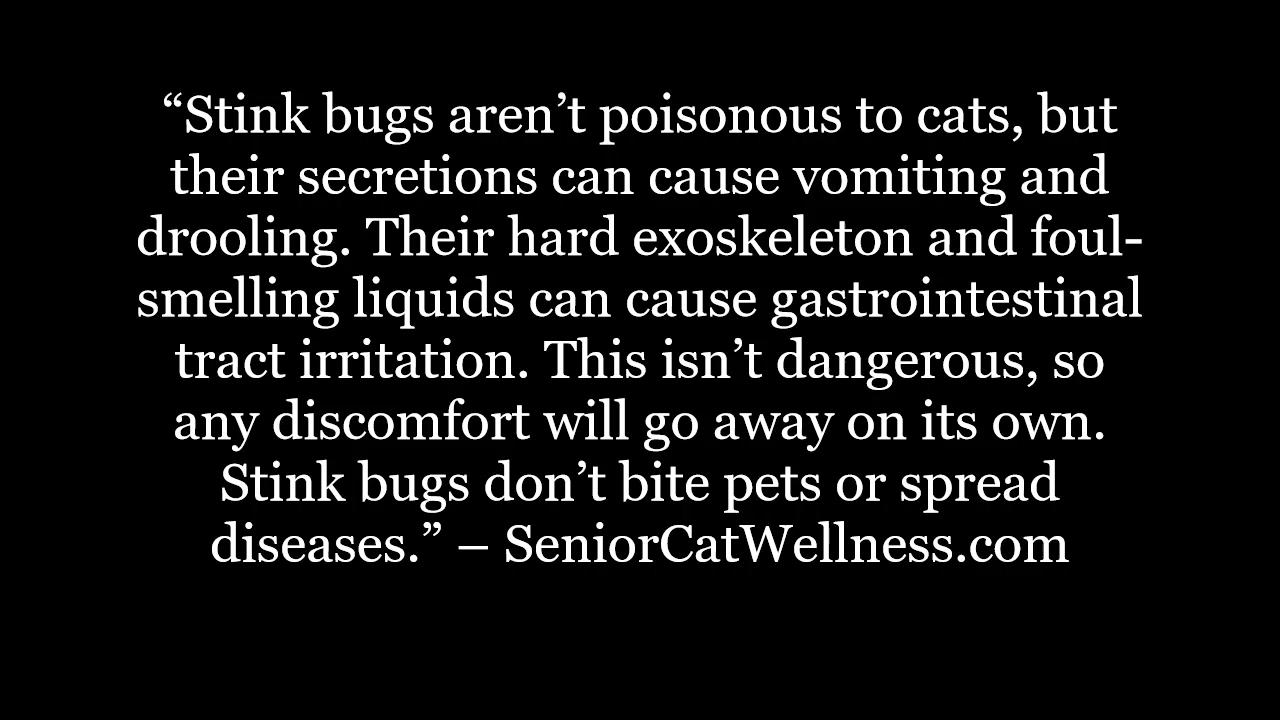 “Stink bugs aren’t poisonous to cats, but
their secretions can cause vomiting and
drooling. Their hard exoskeleton and foul-
smelling liquids can cause gastrointestinal
tract irritation. This isn’t dangerous, so
any discomfort will go away on its own.
Stink bugs don’t bite pets or spread
diseases.” – SeniorCatWellness.com